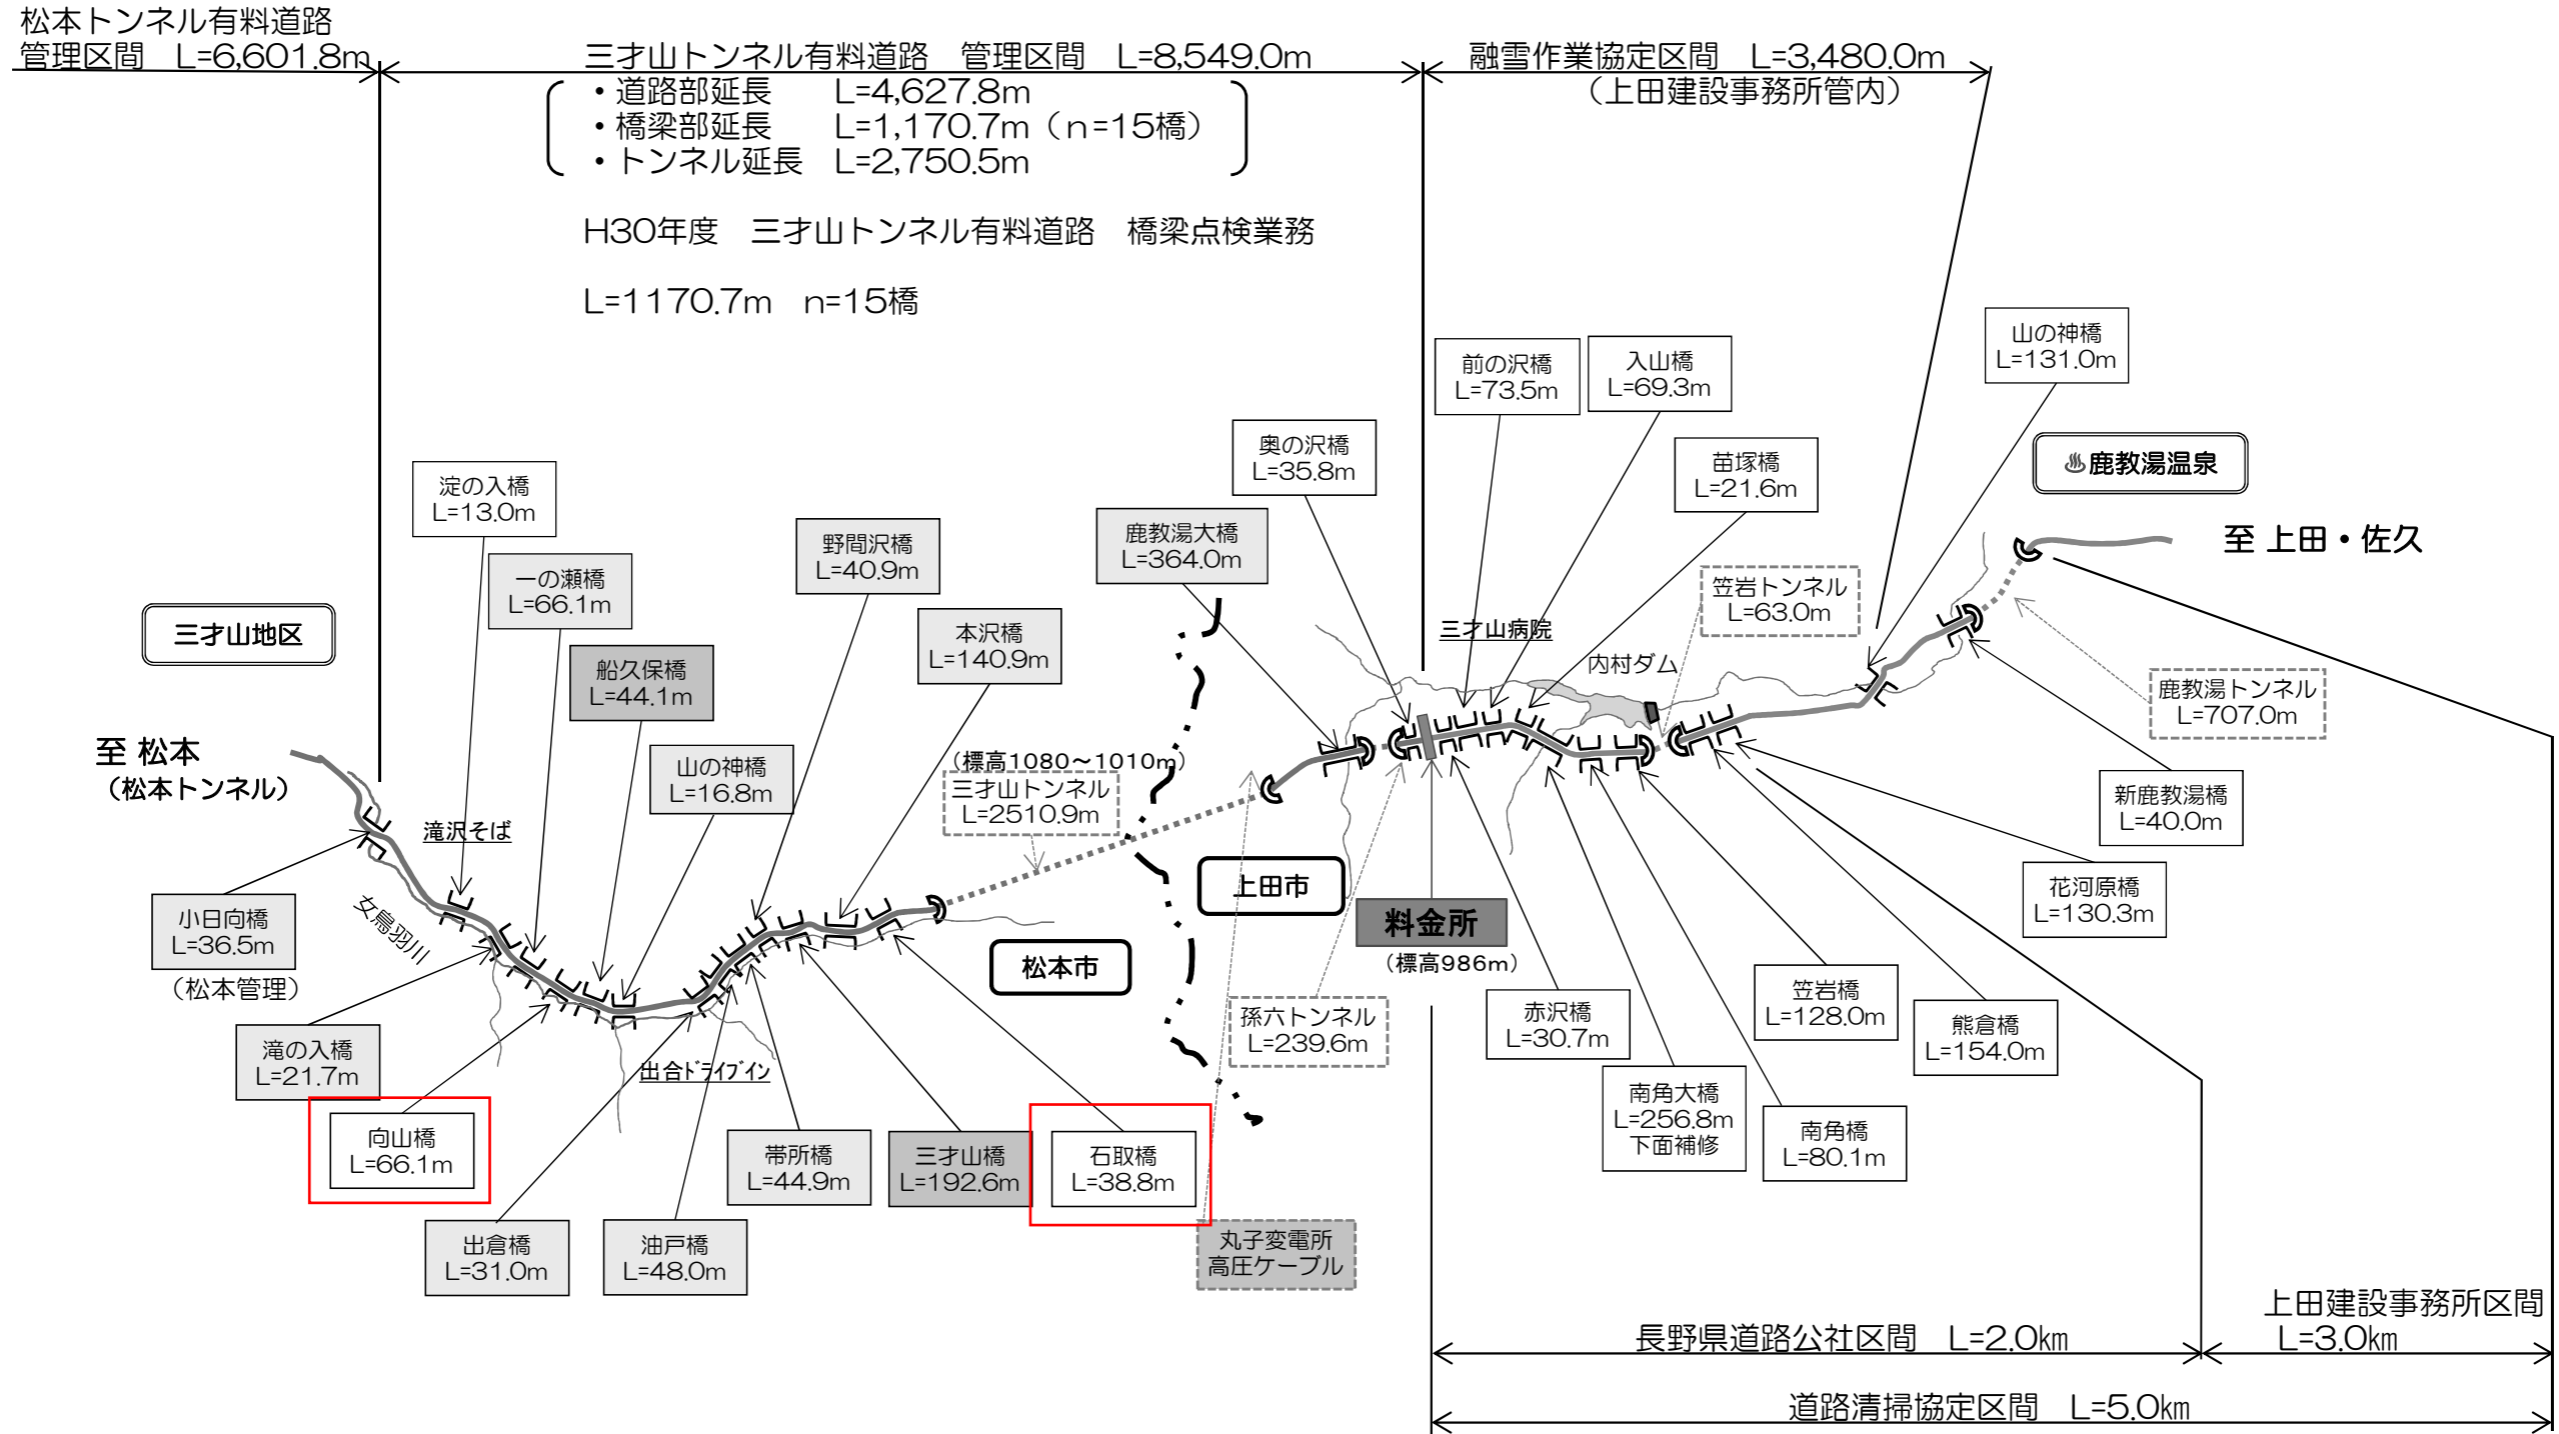 松本トンネル有料道路
管理区間　L=6,601.8m
三才山トンネル有料道路　管理区間　L=8,549.0m
・道路部延長　　L=4,627.8m
・橋梁部延長　　L=1,170.7m（n=15橋）
・トンネル延長　L=2,750.5m
融雪作業協定区間　L=3,480.0m
（上田建設事務所管内）
H30年度　三才山トンネル有料道路　橋梁点検業務
L=1170.7m　n=15橋
山の神橋
L=131.0m
前の沢橋
L=73.5m
入山橋
L=69.3m
奥の沢橋
L=35.8m
苗塚橋
L=21.6m
♨鹿教湯温泉
淀の入橋
L=13.0m
野間沢橋
L=40.9m
鹿教湯大橋
L=364.0m
至 上田・佐久
一の瀬橋
L=66.1m
笠岩トンネル
L=63.0m
三才山地区
本沢橋
L=140.9m
三才山病院
船久保橋
L=44.1m
内村ダム
鹿教湯トンネル
L=707.0m
至 松本
（松本トンネル）
山の神橋
L=16.8m
（標高1080～1010m）
三才山トンネル
L=2510.9m
新鹿教湯橋
L=40.0m
滝沢そば
上田市
花河原橋
L=130.3m
小日向橋
L=36.5m
（松本管理）
女鳥羽川
料金所
（標高986m）
松本市
笠岩橋
L=128.0m
赤沢橋
L=30.7m
孫六トンネル
L=239.6m
熊倉橋
L=154.0m
滝の入橋
L=21.7m
出合ﾄﾞﾗｲﾌﾞｲﾝ
南角大橋
L=256.8m
下面補修
向山橋
L=66.1m
帯所橋
L=44.9m
三才山橋
L=192.6m
石取橋
L=38.8m
南角橋
L=80.1m
出倉橋
L=31.0m
油戸橋
L=48.0m
丸子変電所
高圧ケーブル
上田建設事務所区間
L=3.0㎞
長野県道路公社区間　L=2.0㎞
道路清掃協定区間　L=5.0㎞